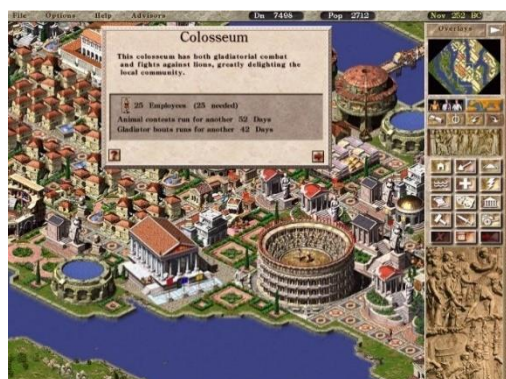 File Options Help Advisors Dn 7498 Pop 2712 Nov 252 BC
Overlays
Colosseum
This colosseum has both gladiatorial combat
and fights against lions, greatly delighting the
local community.
25 Employees (25 needed)
Animal contests run for another 52 Days
Gladiator bouts runs for another 42 Days
?